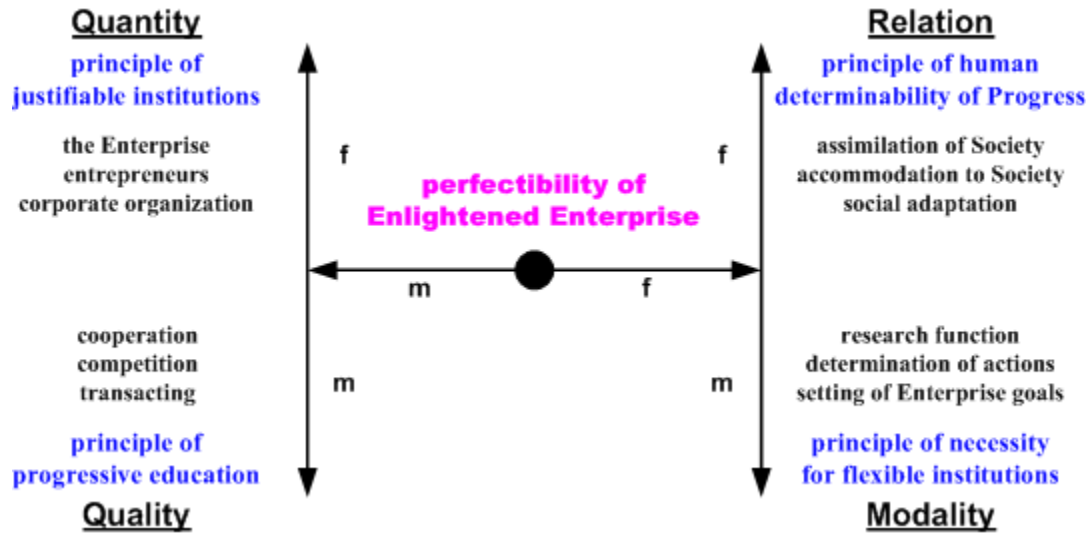 Quantity
principle of
justifiable institutions
the Enterprise
entrepreneurs
corporate organization
f
Relation
principle of human
determinability of Progress
assimilation of Society
accommodation to Society
social adaptation
f
perfectibility of
Enlightened Enterprise
m
f
cooperation
competition
transacting
m
principle of
progressive education
Quality
research function
determination of actions
setting of Enterprise goals
m
principle of necessity
for flexible institutions
Modality